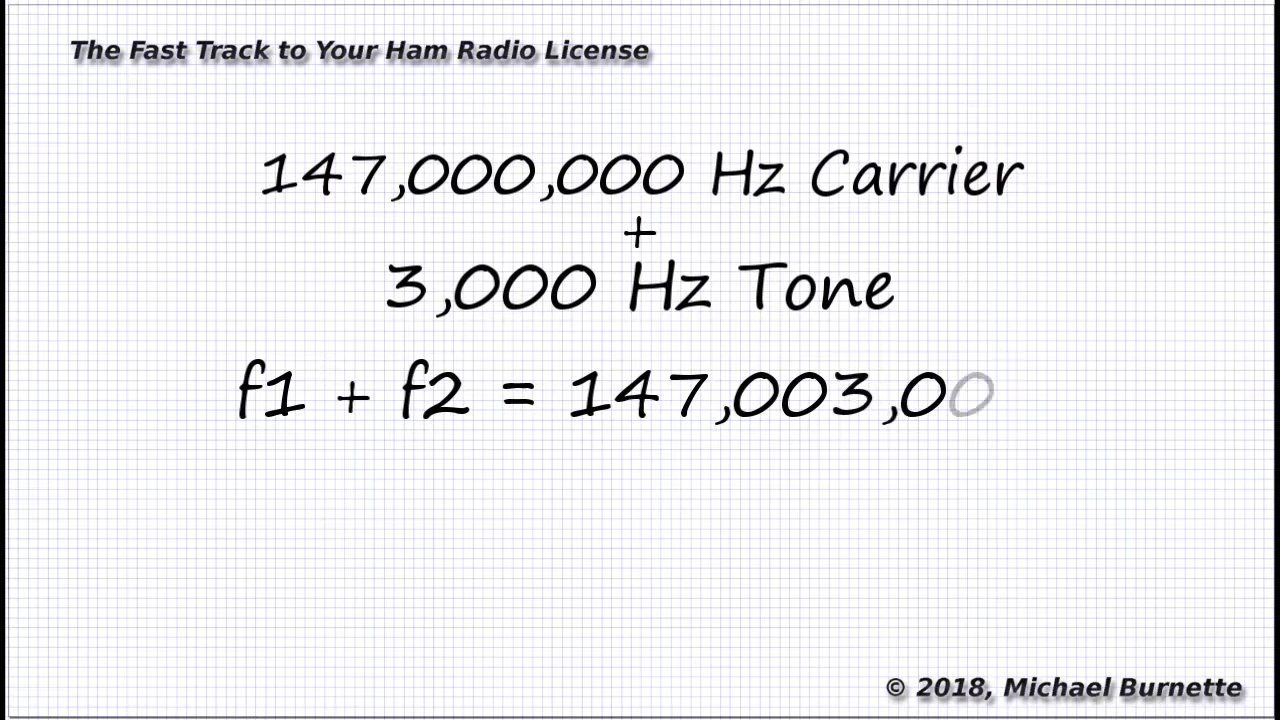 The Fast Track to Your Ham Radio License
147,000,000 Hz Carrier
+
3,000 Hz Tone
f1 + f2 = 147,003,00
© 2018, Michael Burnette